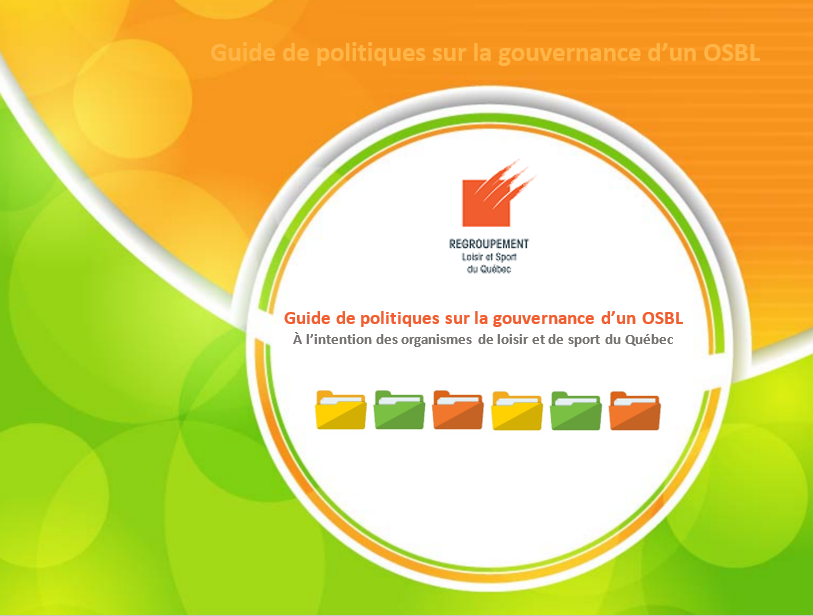 Guide de politiques sur la gouvernance d’un OSBL
REGROUPEMENT
Loisir et Sport
du Québec
Guide de politiques sur la gouvernance d’un OSBL
À l’intention des organismes de loisir et de sport du Québec